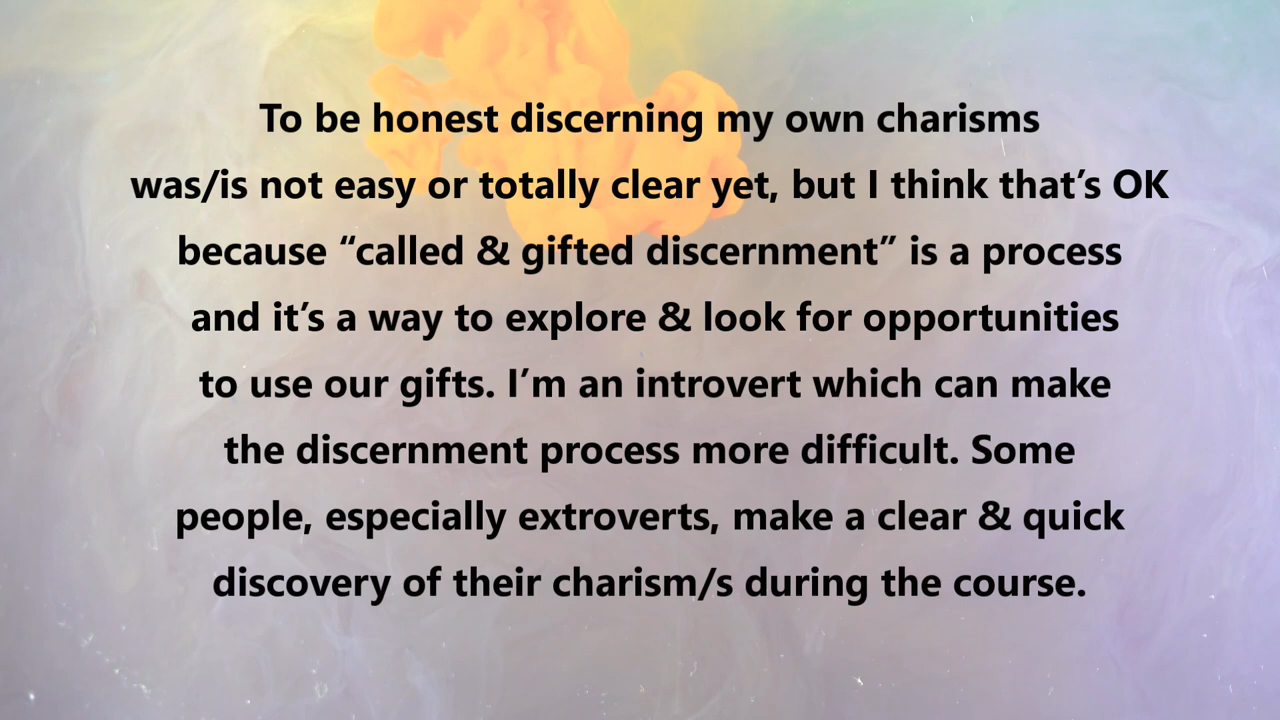 To be honest discerning my own charisms
was/is not easy or totally clear yet, but I think that’s OK
because “called & gifted discernment” is a process
and it’s a way to explore & look for opportunities
to use our gifts. I’m an introvert which can make
the discernment process more difficult. Some
people, especially extroverts, make a clear & quick
discovery of their charism/s during the course.